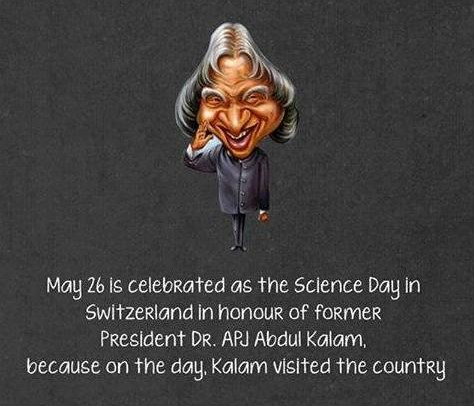 May 26 is celebrated as the Science Day in
Switzerland in honour of former
President Dr. APJ Abdul Kalam,
because on the day, Kalam visited the country